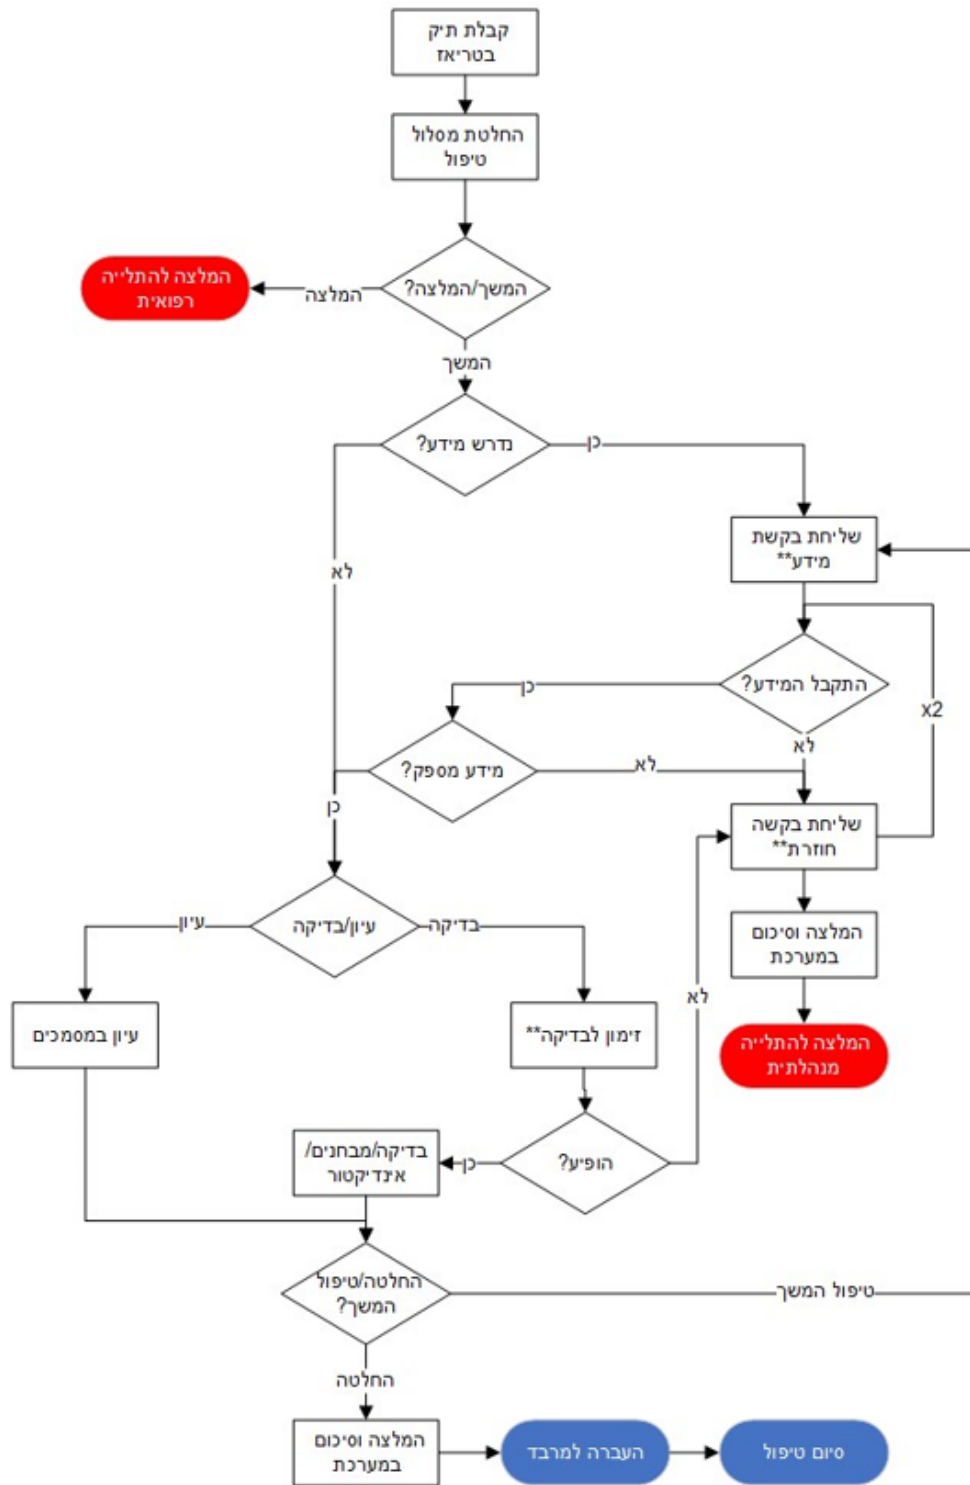 קבלת תיק
בטריאז
החלטת מסלול
טיפול
המשך/המלצה?
המלצה
המלצה להתלייה
רפואית
המשך
נדרש מידע?
כן
לא
שליחת בקשת
מידע**
התקבל המידע?
כן
לא
x2
מידע מספק?
לא
כן
שליחת בקשה
חוזרת**
המלצה וסיכום
במערכת
המלצה להתלייה
מנהלתית
עיון/בדיקה
בדיקה
עיון
זימון לבדיקה**
עיון במסמכים
הופיע?
לא
כן
בדיקה/מבחנים/
אינדיקטור
החלטה/טיפול
המשך?
טיפול המשך
החלטה
המלצה וסיכום
במערכת
העברה למרבד
סיום טיפול